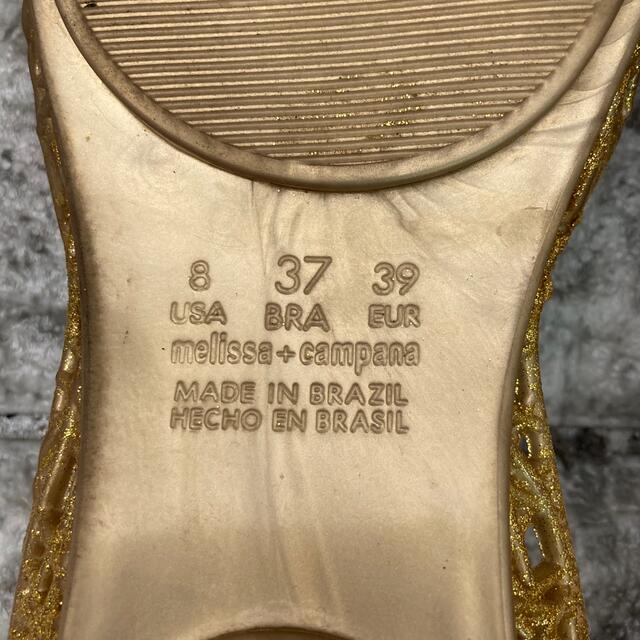 8 37 39
USA BRA EUR
melissa+campana
MADE IN BRAZIL
HECHO EN BRASIL